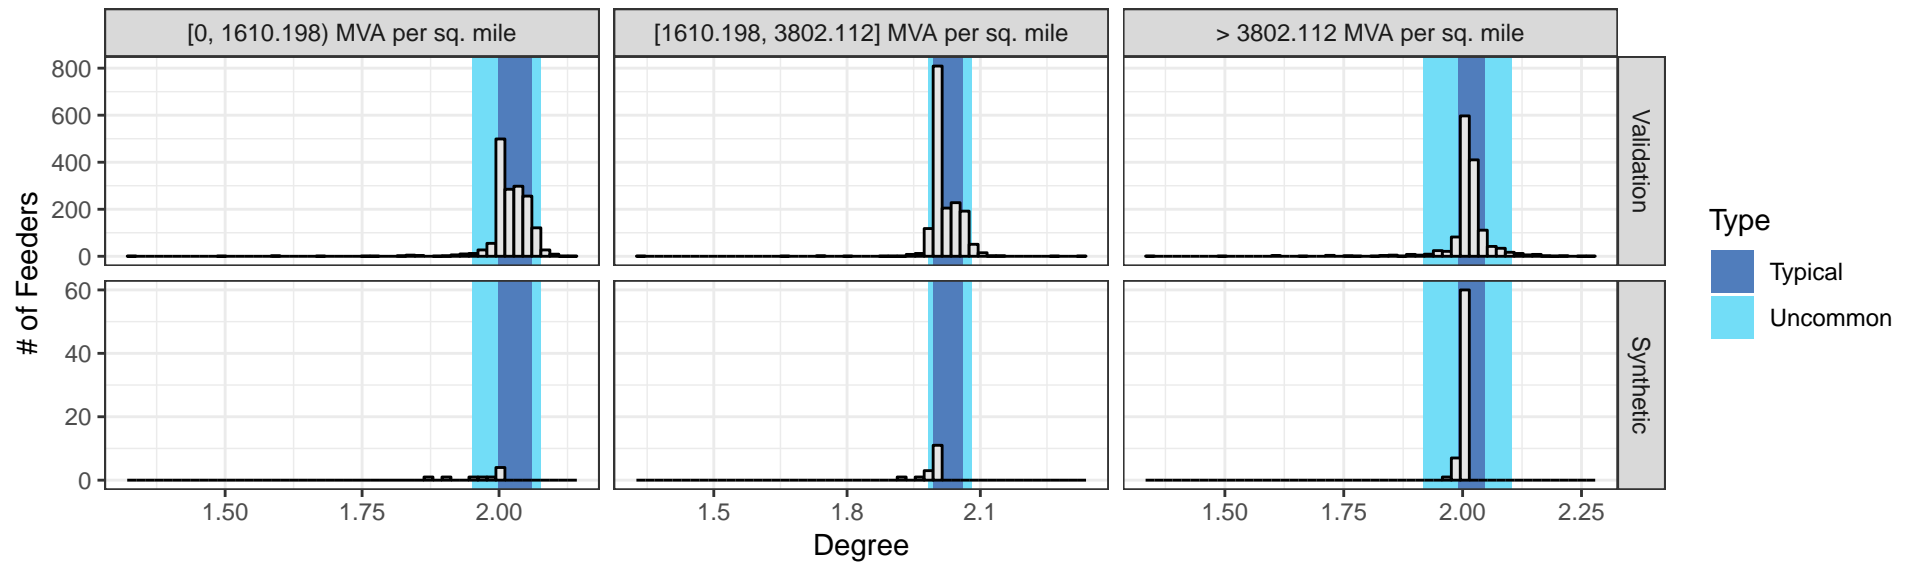 [0, 1610.198) MVA per sq. mile
[1610.198, 3802.112] MVA per sq. mile
> 3802.112 MVA per sq. mile
# of Feeders
800
600
400
200
0
Validation
60
40
20
0
Synthetic
1.50 1.75 2.00
1.5 1.8 2.1
1.50 1.75 2.00 2.25
Degree
Type
Typical
Uncommon